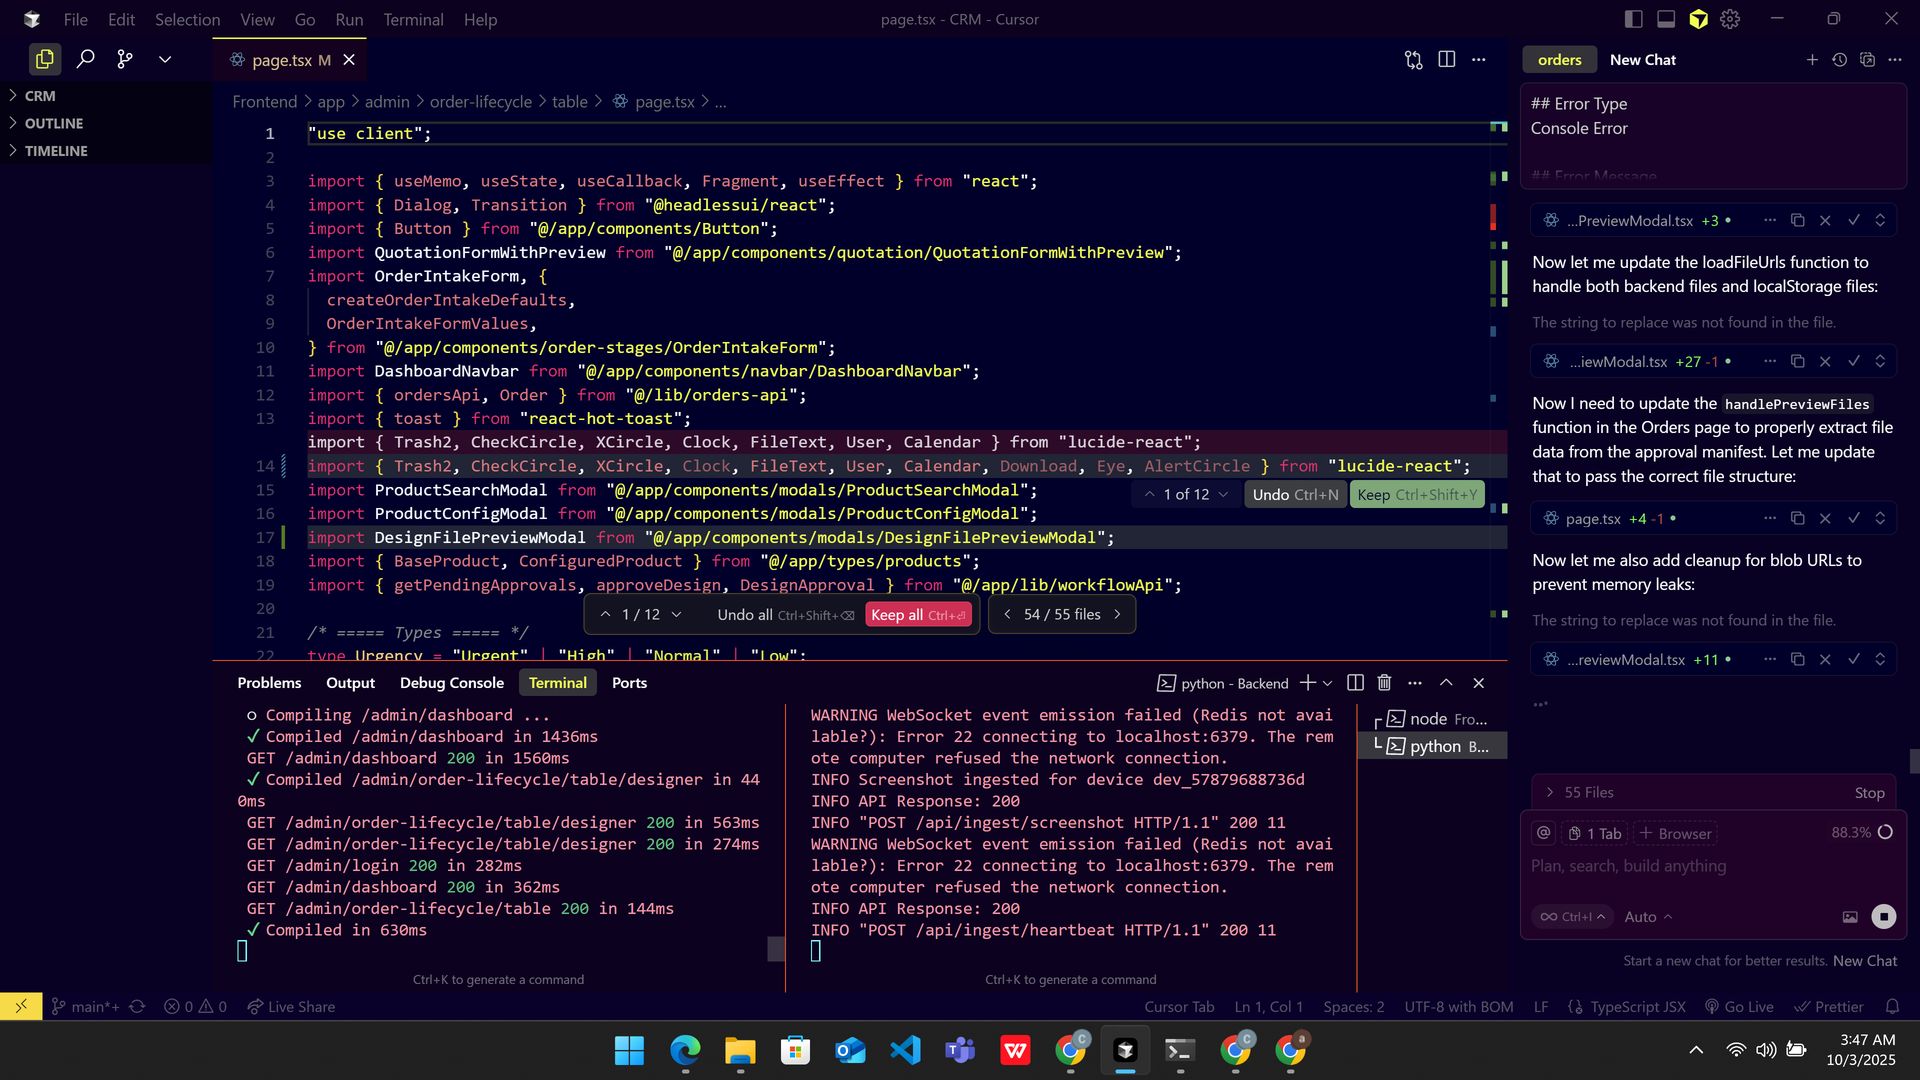 File Edit Selection View Go Run Terminal Help
page.tsx - CRM - Cursor
page.tsx M
orders New Chat
CRM
OUTLINE
TIMELINE
Frontend > app > admin > order-lifecycle > table > page.tsx > ...
1 "use client";
2
3 import { useMemo, useState, useCallback, Fragment, useEffect } from "react";
4 import { Dialog, Transition } from "@headlessui/react";
5 import { Button } from "@/app/components/Button";
6 import QuotationFormWithPreview from "@/app/components/quotation/QuotationFormWithPreview";
7 import OrderIntakeForm, {
8 createOrderIntakeDefaults,
9 OrderIntakeFormValues,
10 } from "@/app/components/order-stages/OrderIntakeForm";
11 import DashboardNavbar from "@/app/components/navbar/DashboardNavbar";
12 import { ordersApi, Order } from "@/lib/orders-api";
13 import { toast } from "react-hot-toast";
import { Trash2, CheckCircle, XCircle, Clock, FileText, User, Calendar } from "lucide-react";
14 import { Trash2, CheckCircle, XCircle, Clock, FileText, User, Calendar, Download, Eye, AlertCircle } from "lucide-react";
15 import ProductSearchModal from "@/app/components/modals/ProductSearchModal";
1 of 12 Undo Ctrl+N Keep Ctrl+Shift+Y
16 import ProductConfigModal from "@/app/components/modals/ProductConfigModal";
17 import DesignFilePreviewModal from "@/app/components/modals/DesignFilePreviewModal";
18 import { BaseProduct, ConfiguredProduct } from "@/app/types/products";
19 import { getPendingApprovals, approveDesign, DesignApproval } from "@/app/lib/workflowApi";
20
1 / 12 Undo all Ctrl+Shift+⌫ Keep all Ctrl+⏎ 54 / 55 files
21 /* ===== Types ===== */
22 type Urgency = "Urgent" | "High" | "Normal" | "Low";
Problems Output Debug Console Terminal Ports
python - Backend
Compiling /admin/dashboard ...
✓ Compiled /admin/dashboard in 1436ms
GET /admin/dashboard 200 in 1560ms
✓ Compiled /admin/order-lifecycle/table/designer in 44
0ms
GET /admin/order-lifecycle/table/designer 200 in 563ms
GET /admin/order-lifecycle/table/designer 200 in 274ms
GET /admin/login 200 in 282ms
GET /admin/dashboard 200 in 362ms
GET /admin/order-lifecycle/table 200 in 144ms
✓ Compiled in 630ms
Ctrl+K to generate a command
WARNING WebSocket event emission failed (Redis not avai
lable?): Error 22 connecting to localhost:6379. The rem
ote computer refused the network connection.
INFO Screenshot ingested for device dev_57879688736d
INFO API Response: 200
INFO "POST /api/ingest/screenshot HTTP/1.1" 200 11
WARNING WebSocket event emission failed (Redis not avai
lable?): Error 22 connecting to localhost:6379. The rem
ote computer refused the network connection.
INFO API Response: 200
INFO "POST /api/ingest/heartbeat HTTP/1.1" 200 11
Ctrl+K to generate a command
node Fro...
python B...
## Error Type
Console Error
## Error Message
...PreviewModal.tsx +3 •
Now let me update the loadFileUrls function to
handle both backend files and localStorage files:
The string to replace was not found in the file.
...iewModal.tsx +27 -1 •
Now I need to update the handlePreviewFiles
function in the Orders page to properly extract file
data from the approval manifest. Let me update
that to pass the correct file structure:
page.tsx +4 -1 •
Now let me also add cleanup for blob URLs to
prevent memory leaks:
The string to replace was not found in the file.
...reviewModal.tsx +11 •
55 Files Stop
@ 1 Tab + Browser 88.3%
Plan, search, build anything
∞ Ctrl+I Auto
Start a new chat for better results. New Chat
main*+ 0 0 Live Share
Cursor Tab Ln 1, Col 1 Spaces: 2 UTF-8 with BOM LF {} TypeScript JSX Go Live Prettier
3:47 AM
10/3/2025